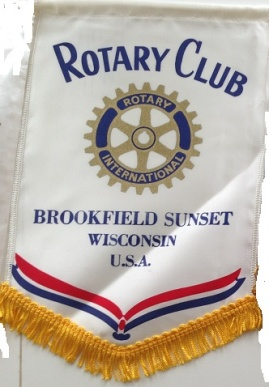 ROTARY CLUB
ROTARY
INTERNATIONAL
BROOKFIELD SUNSET
WISCONSIN
U.S.A.